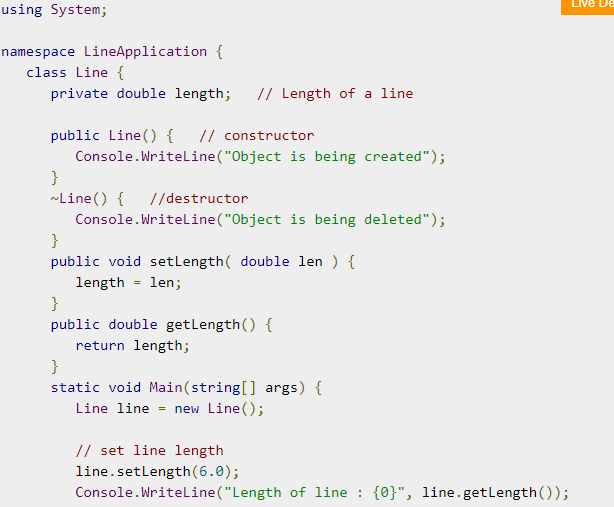 Live De
using System;

namespace LineApplication {
   class Line {
      private double length;   // Length of a line

      public Line() {   // constructor
         Console.WriteLine("Object is being created");
      }
      ~Line() {   //destructor
         Console.WriteLine("Object is being deleted");
      }
      public void setLength( double len ) {
         length = len;
      }
      public double getLength() {
         return length;
      }
      static void Main(string[] args) {
         Line line = new Line();

         // set line length
         line.setLength(6.0);
         Console.WriteLine("Length of line : {0}", line.getLength());